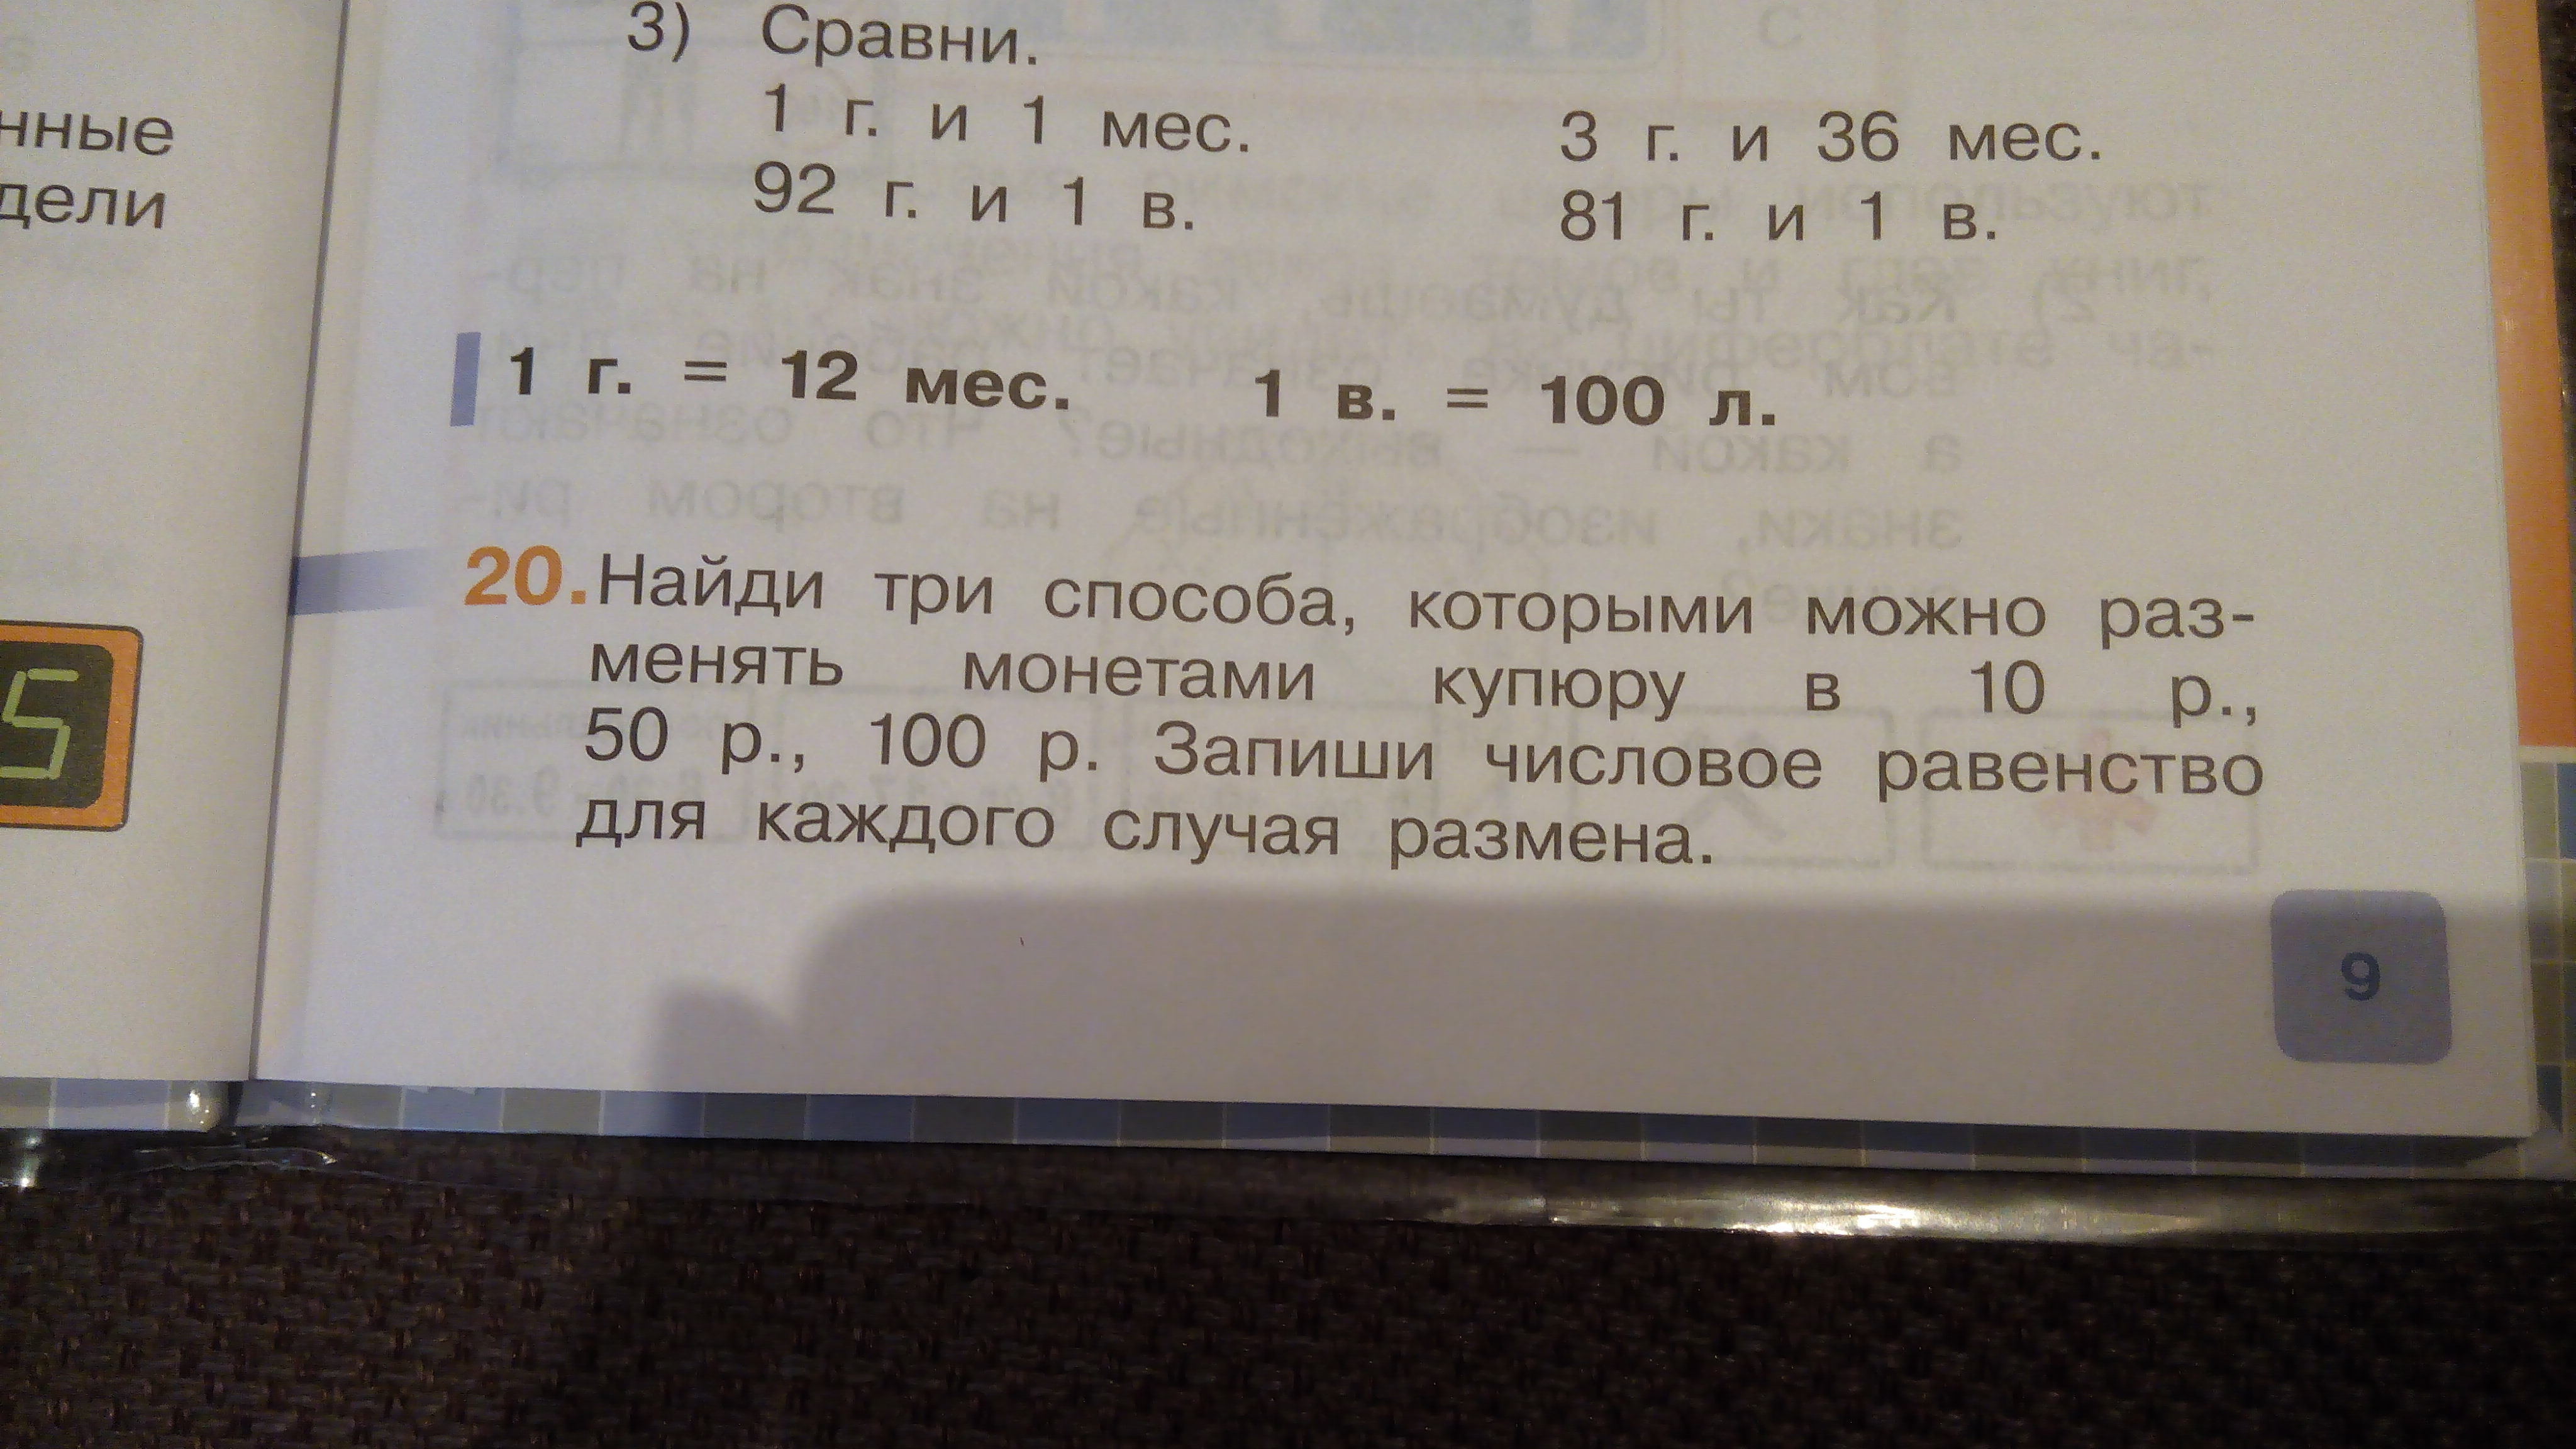 нные
дели
5
3) Сравни.
1 г. и 1 мес. 3 г. и 36 мес.
92 г. и 1 в. 81 г. и 1 в.
1 г. = 12 мес. 1 в. = 100 л.
20. Найди три способа, которыми можно раз-
менять монетами купюру в 10 р.,
50 р., 100 р. Запиши числовое равенство
для каждого случая размена.
9